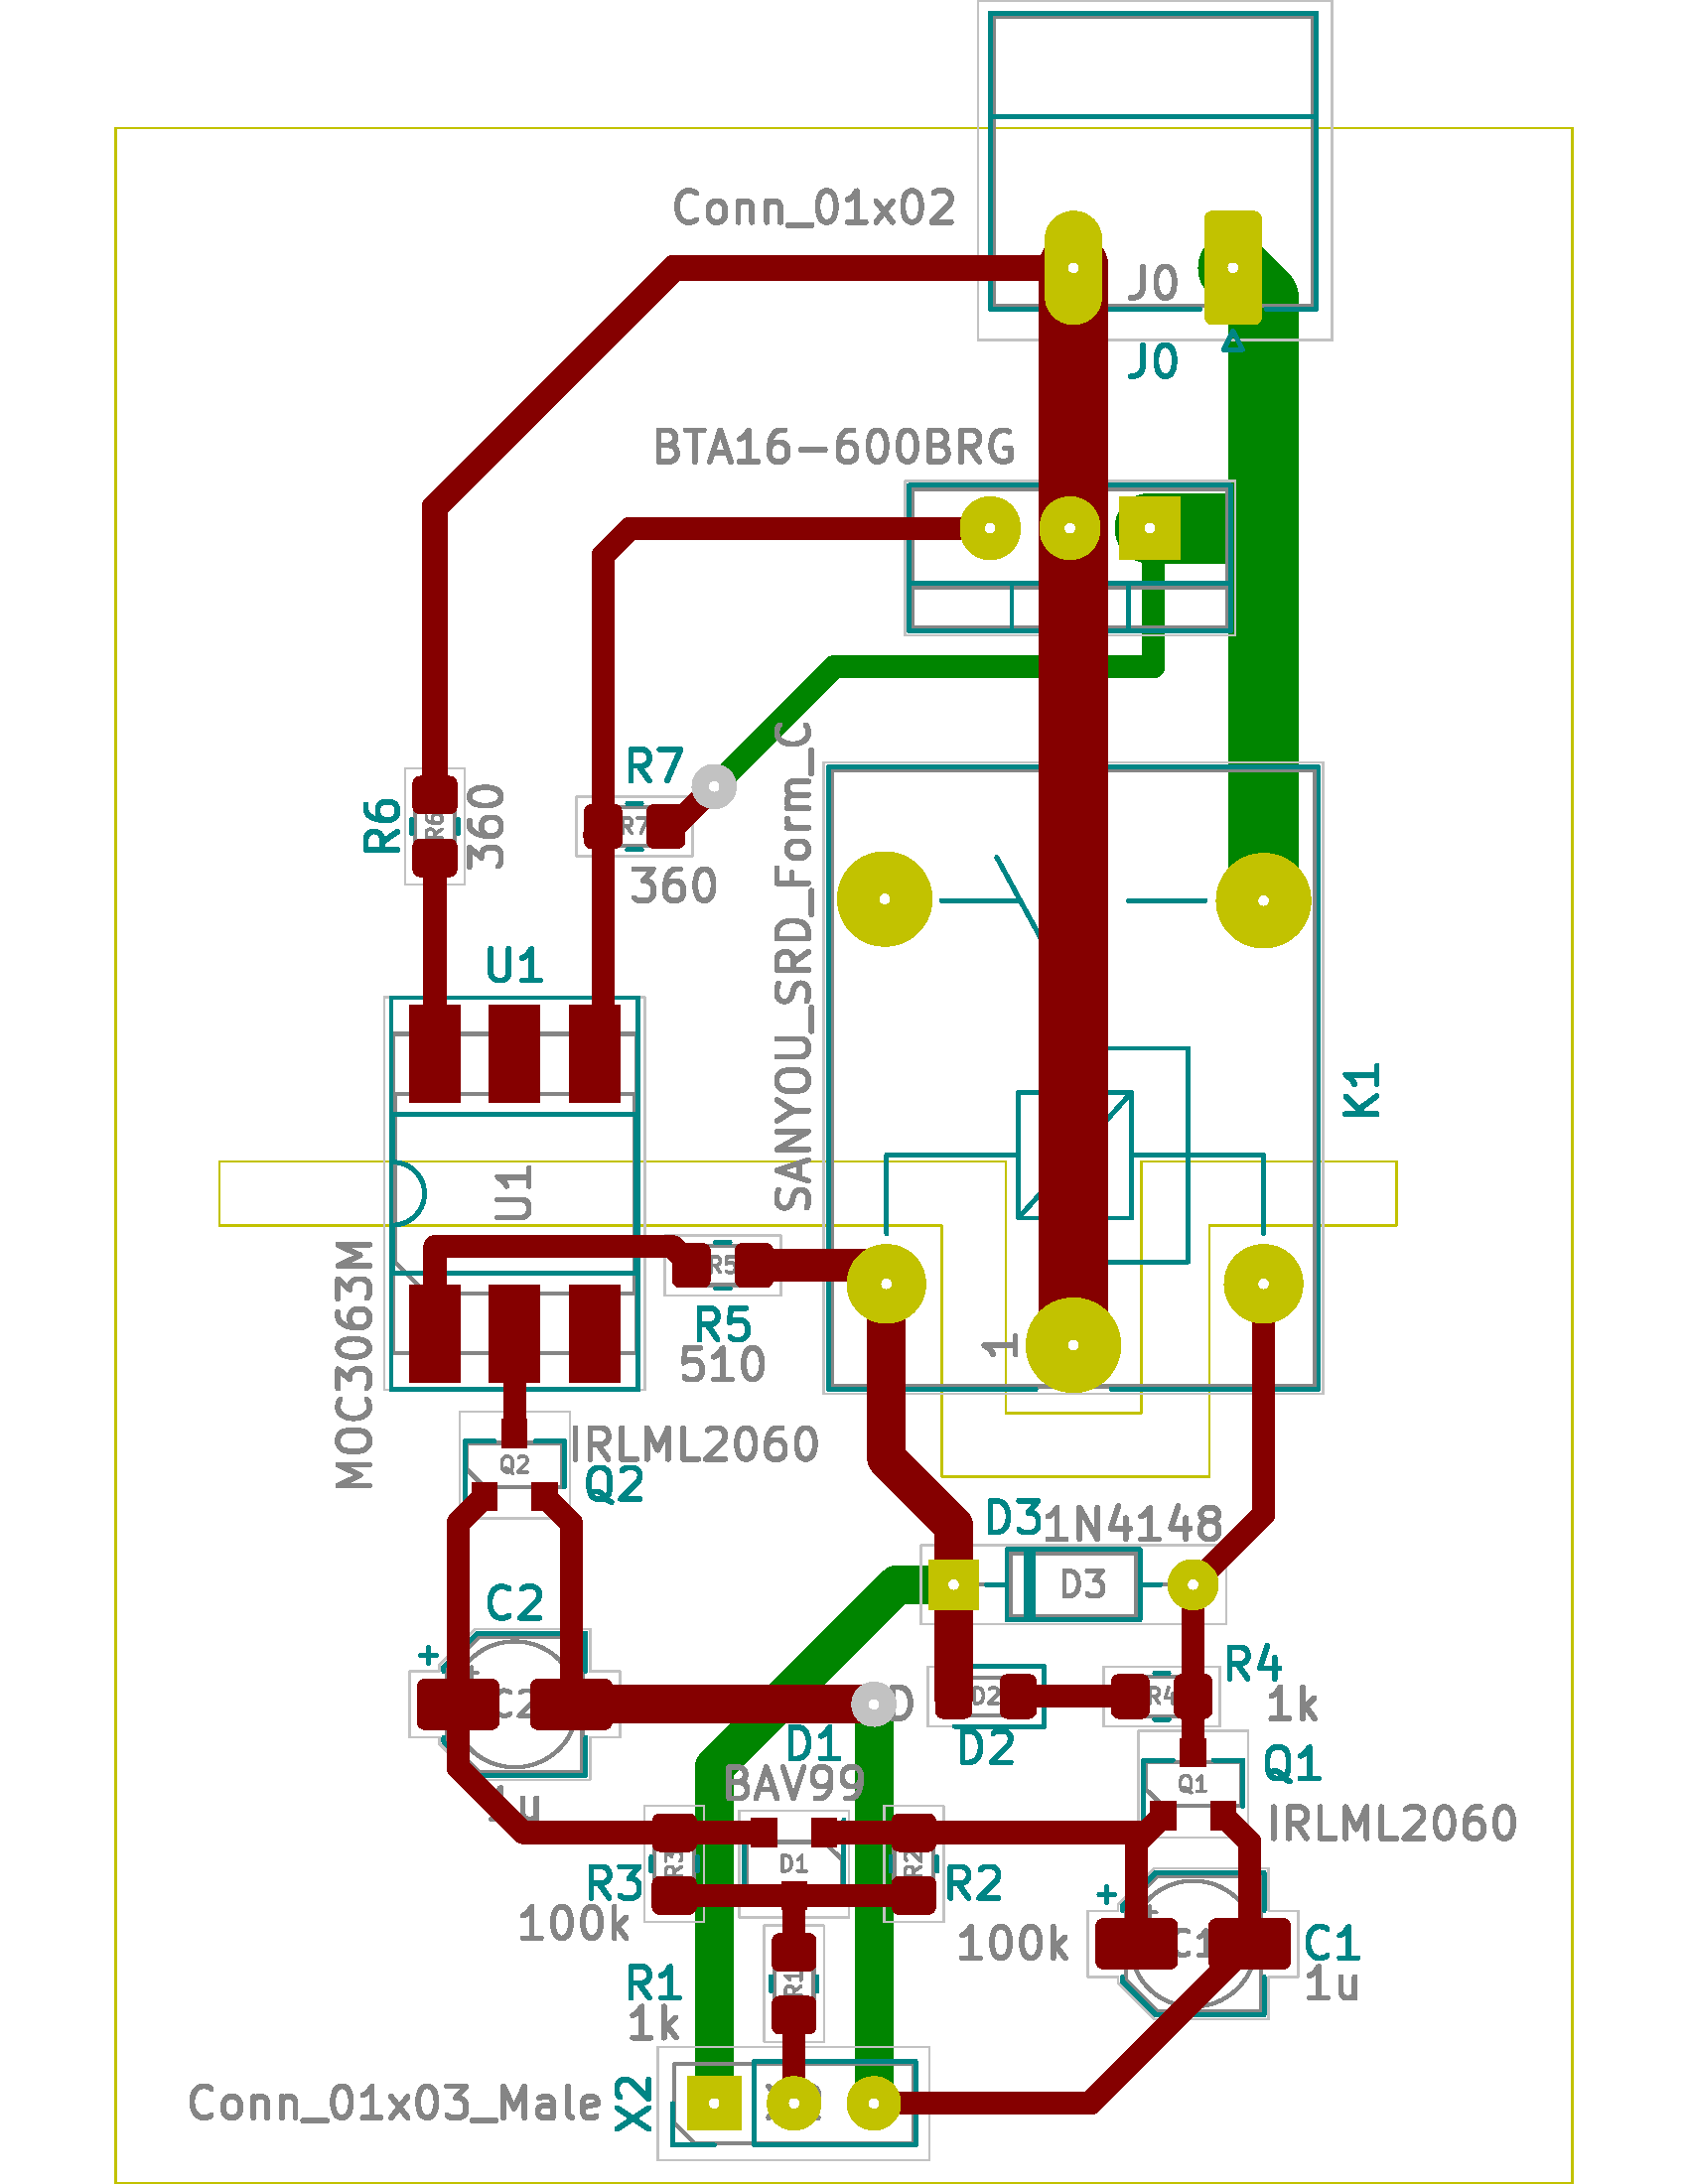 Conn_01x02
J0
J0
BTA16-600BRG
R7
R6
R6
360
R7
360
SANYOU_SRD_Form_C
U1
K1
U1
MOC3063M
R5
R5
510
1
IRLML2060
Q2
Q2
D3
1N4148
D3
C2
+
+
C2
1u
D
D2
D2
R4
R4
1k
D1
BAV99
D1
Q1
Q1
IRLML2060
R3
R3
100k
R2
R2
100k
+
C1
C1
1u
R1
R1
1k
Conn_01x03_Male
X2